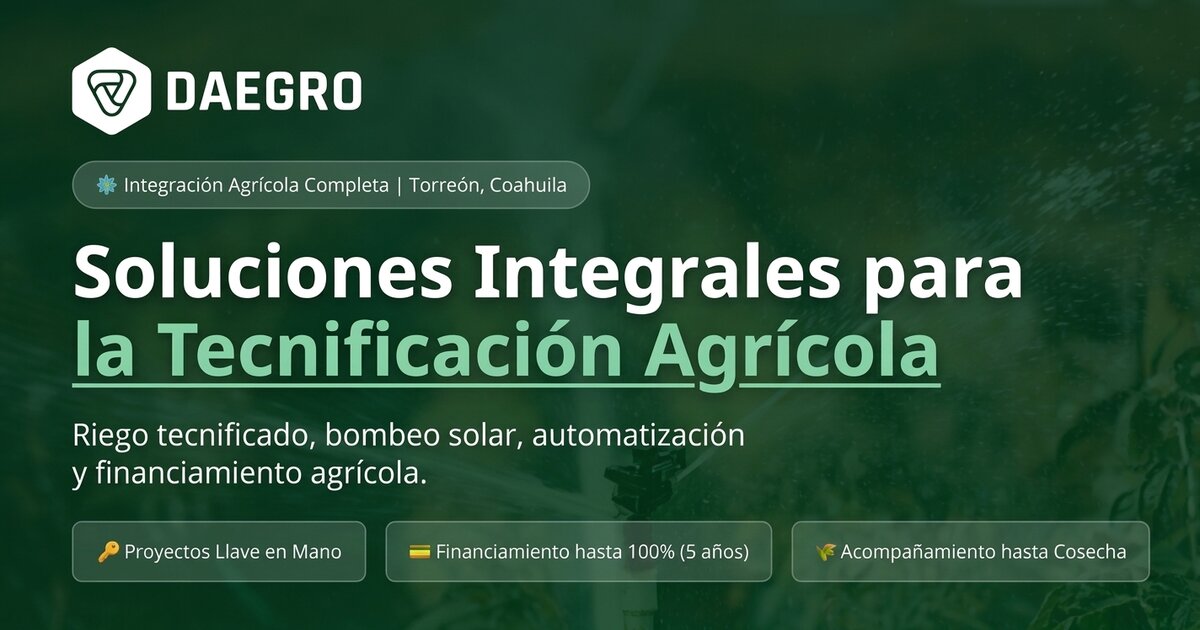 DAEGRO
Integración Agrícola Completa | Torreón, Coahuila
Soluciones Integrales para
la Tecnificación Agrícola
Riego tecnificado, bombeo solar, automatización
y financiamiento agrícola.
Proyectos Llave en Mano
Financiamiento hasta 100% (5 años)
Acompañamiento hasta Cosecha